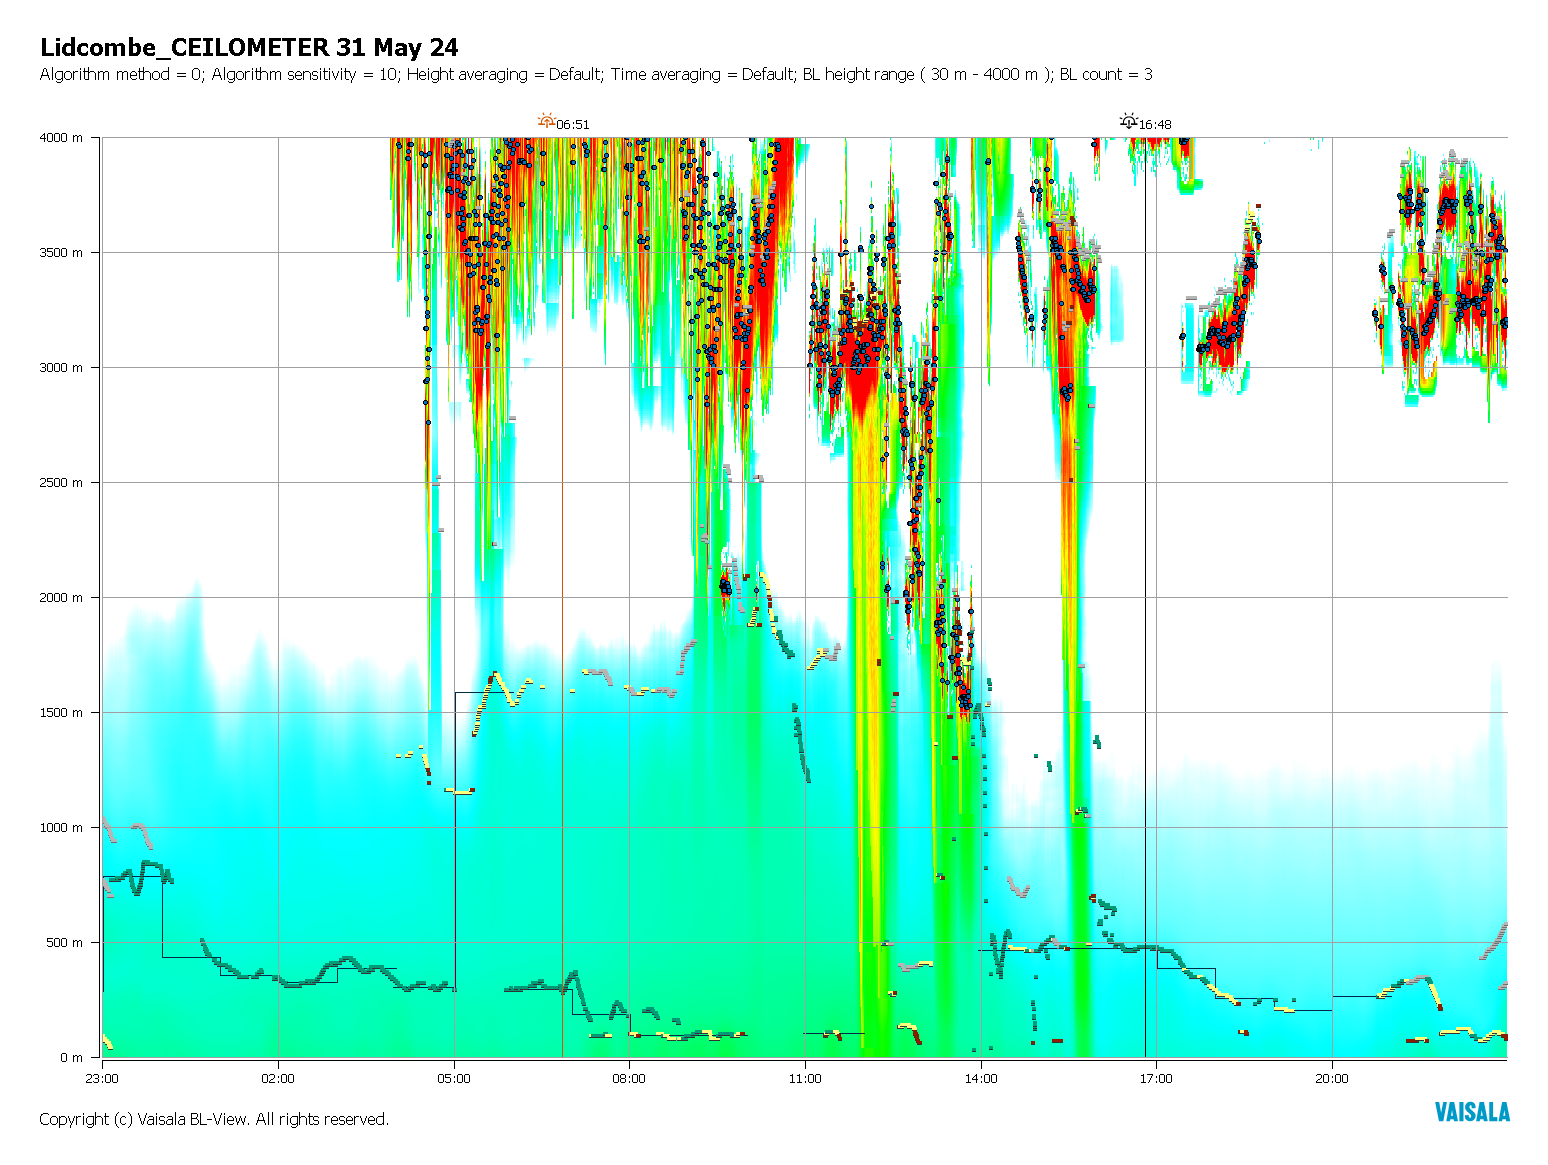 Lidcombe_CEILOMETER 31 May 24
Algorithm method = 0; Algorithm sensitivity = 10; Height averaging = Default; Time averaging = Default; BL height range ( 30 m - 4000 m ); BL count = 3
06:51 16:48
4000 m
3500 m
3000 m
2500 m
2000 m
1500 m
1000 m
500 m
0 m
23:00 02:00 05:00 08:00 11:00 14:00 17:00 20:00
Copyright (c) Vaisala BL-View. All rights reserved.
VAISALA